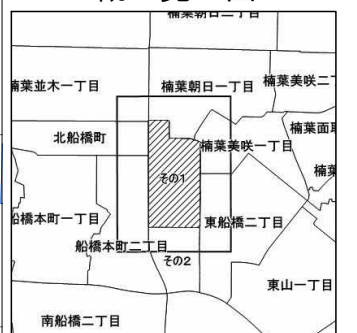 楠葉朝日二丁目
楠葉並木一丁目
楠葉朝日一丁目
楠葉美咲二丁
北船橋町
楠葉面取
楠葉美咲一丁目
その1
楠葉
船橋本町一丁目
東船橋二丁目
船橋本町二丁目
その2
東山一丁目
南船橋二丁目